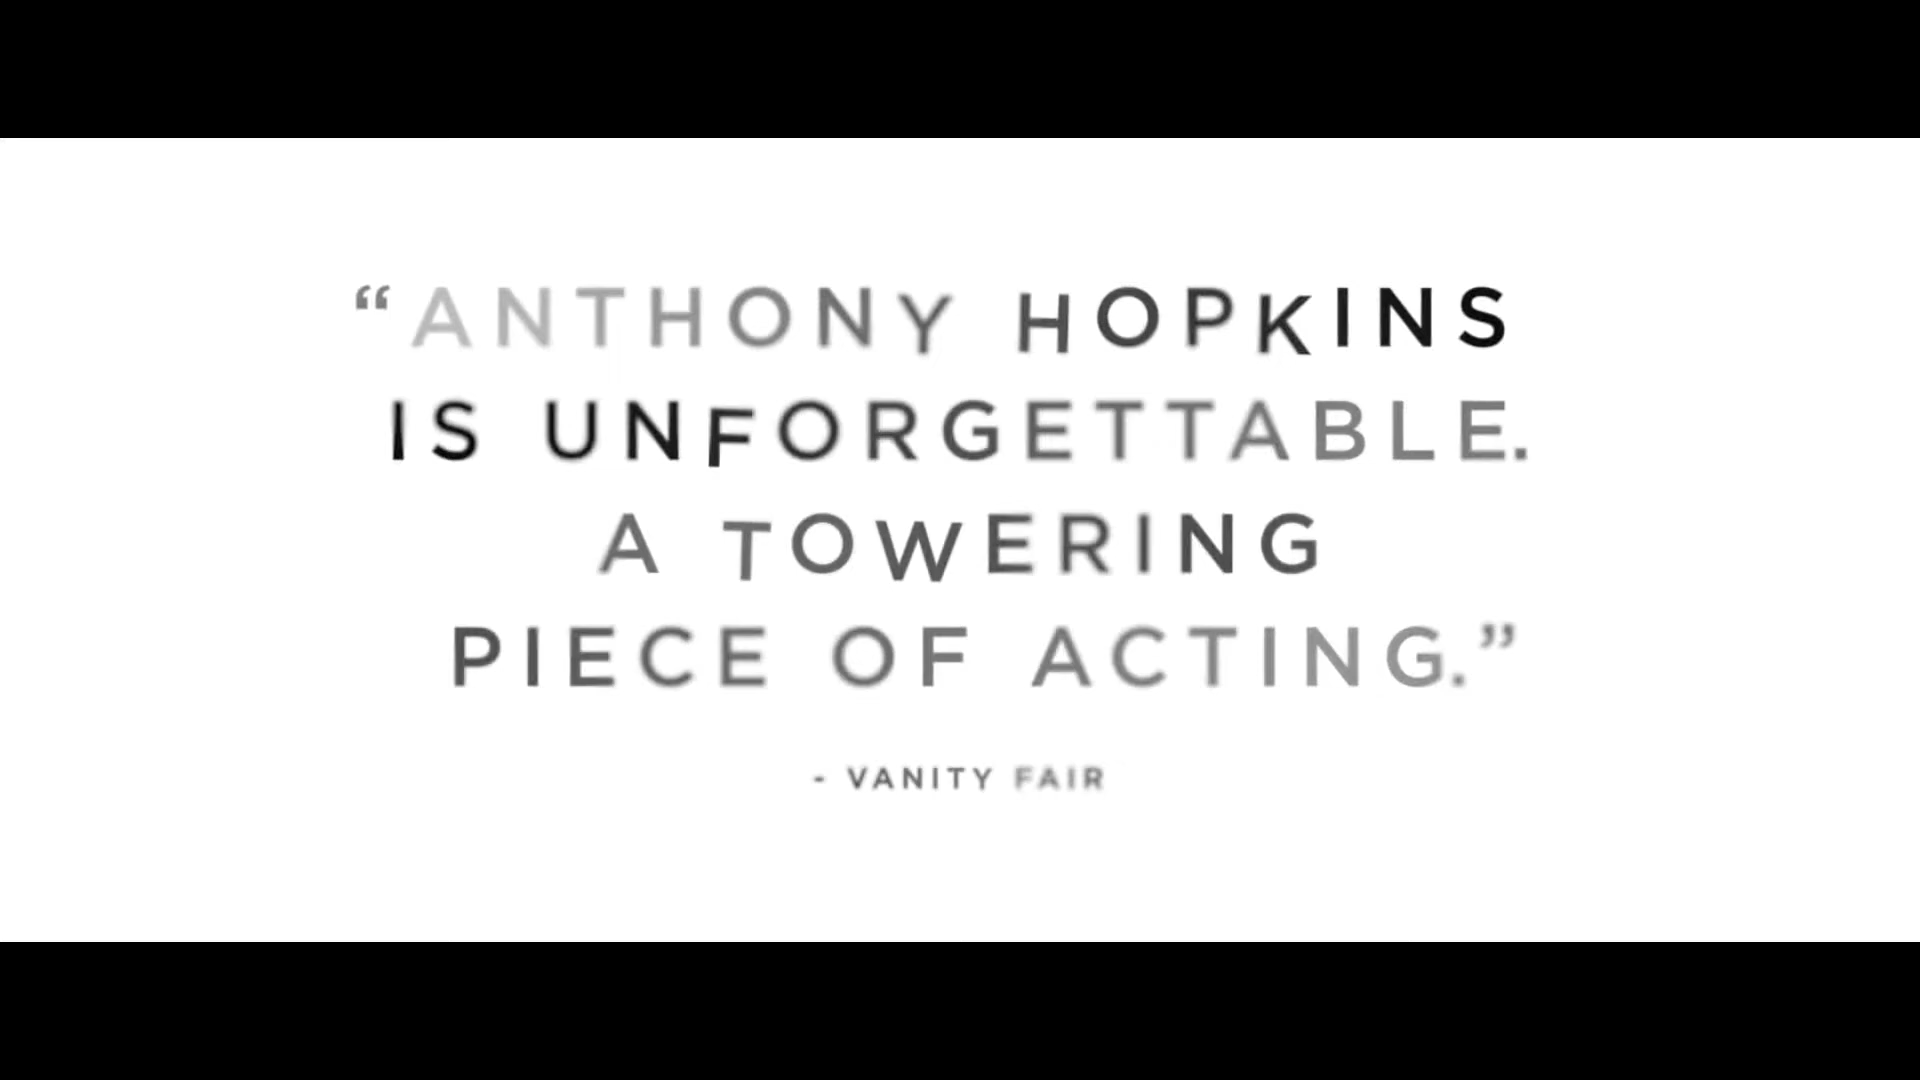 “ANTHONY HOPKINS
IS UNFORGETTABLE.
A TOWERING
PIECE OF ACTING.”
- VANITY FAIR